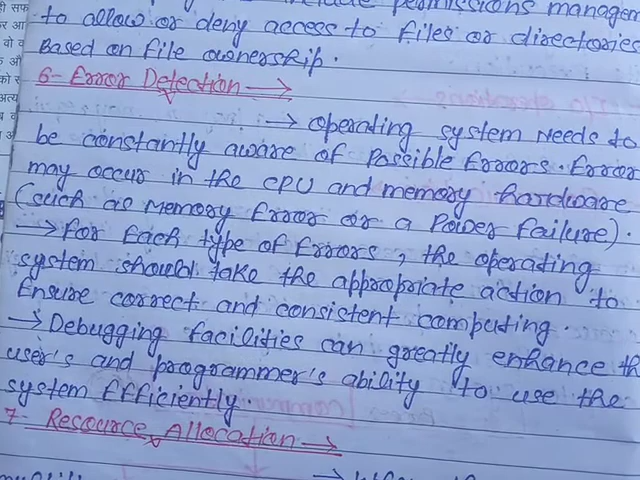 permissions manage
to allow or deny access to files or directories
Based on file ownership.
6- Error Detection →
→ operating system Needs to
be constantly aware of Possible Errors. Error
may occur in the CPU and memory hardware
(such as Memory Error or a Power failure).
→ for Each type of Errors, the operating
system should take the appropriate action to
Ensure correct and consistent computing.
→ Debugging facilities can greatly enhance th
user's and programmer's ability to use the
system Efficiently.
7- Resource Allocation →